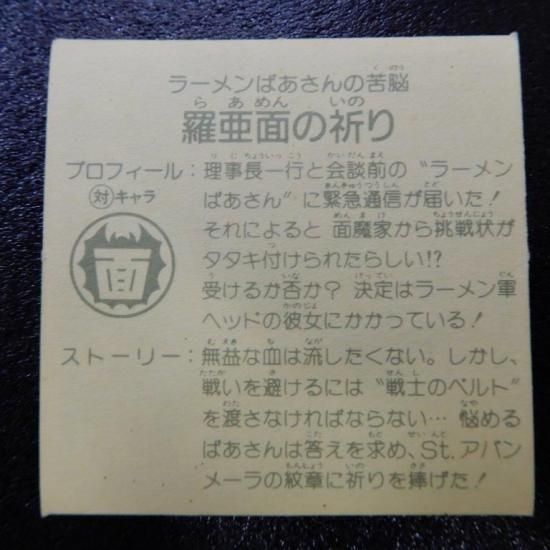 ラーメンばあさんの苦脳
羅亜面の祈り
プロフィール：理事長一行と会談前の〝ラーメン
対キャラ
ばあさん〟に緊急通信が届いた！
それによると 面魔家から挑戦状が
タタキ付けられたらしい!?
面
受けるか否か？ 決定はラーメン軍
ヘッドの彼女にかかっている！
ストーリー：無益な血は流したくない。しかし、
戦いを避けるには〝戦士のベルト〟
を渡さなければならない… 悩める
ばあさんは答えを求め、St.アバン
メーラの紋章に祈りを捧げた！